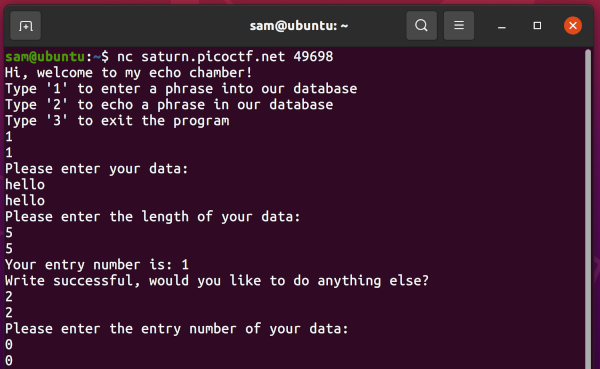 sam@ubuntu: ~
sam@ubuntu:~$ nc saturn.picoctf.net 49698
Hi, welcome to my echo chamber!
Type '1' to enter a phrase into our database
Type '2' to echo a phrase in our database
Type '3' to exit the program
1
1
Please enter your data:
hello
hello
Please enter the length of your data:
5
5
Your entry number is: 1
Write successful, would you like to do anything else?
2
2
Please enter the entry number of your data:
0
0